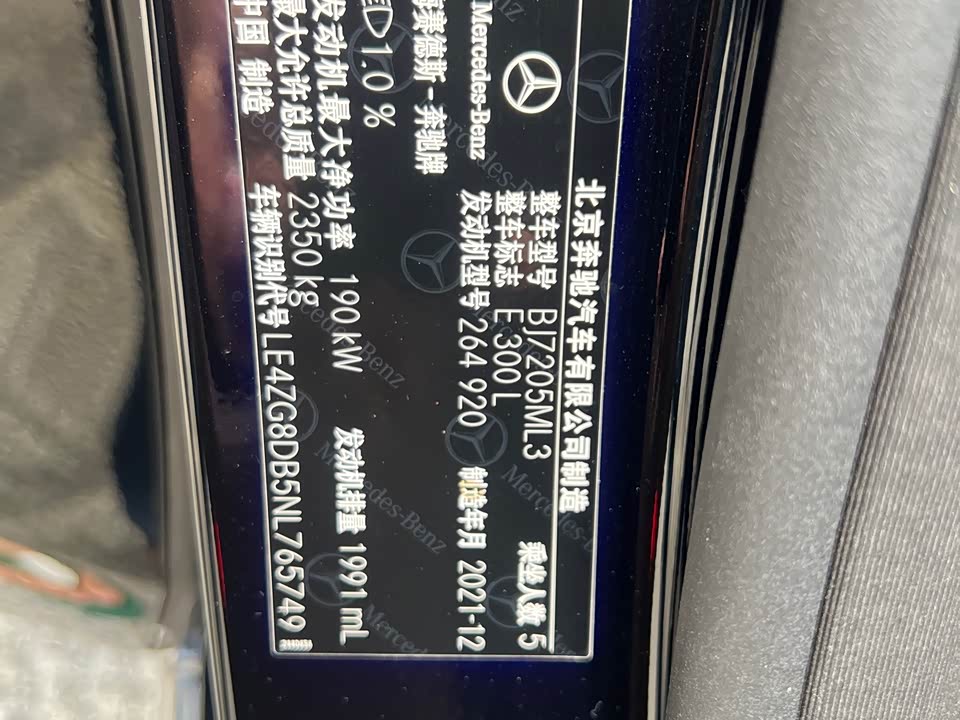 北京奔驰汽车有限公司制造
整车型号 BJ7205ML3 乘坐人数 5
整车标志 E 300 L
Mercedes-Benz
发动机型号 264 920 制造年月 2021-12
梅赛德斯-奔驰牌
1.0 %
发动机最大净功率 190 kW 发动机排量 1991 mL
最大允许总质量 2350 kg
中国 制造 车辆识别代号 LE4ZG8DB5NL765749